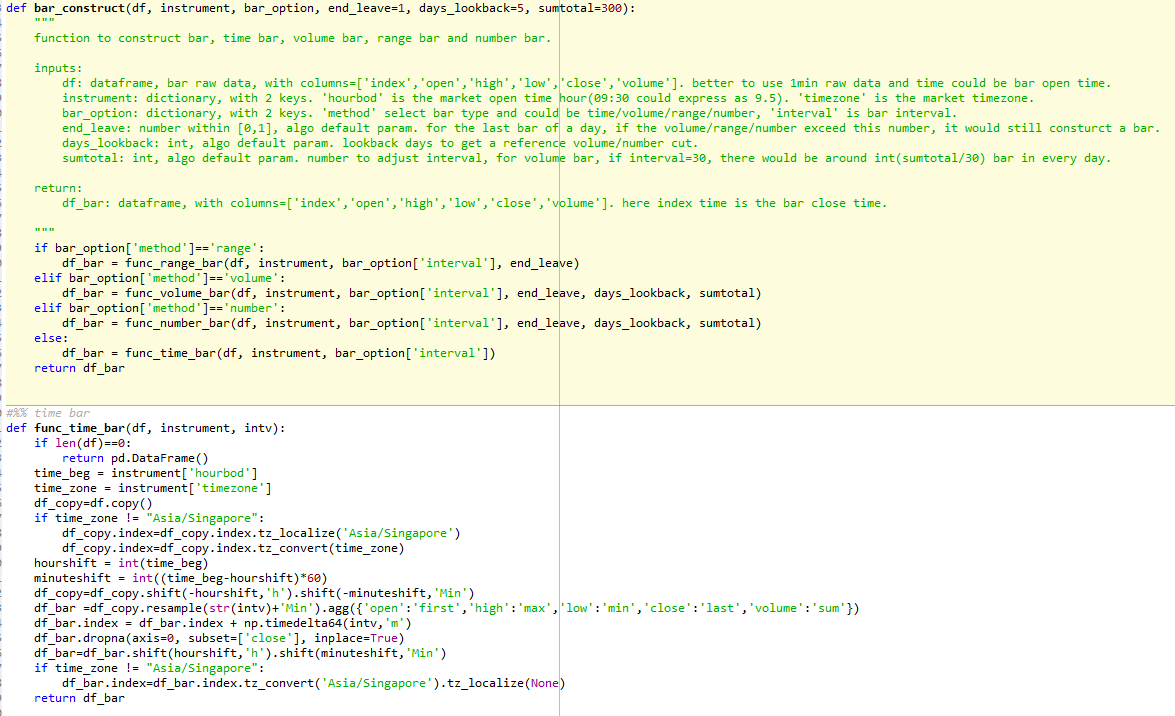 def bar_construct(df, instrument, bar_option, end_leave=1, days_lookback=5, sumtotal=300):
    """
    function to construct bar, time bar, volume bar, range bar and number bar.

    inputs:
        df: dataframe, bar raw data, with columns=['index','open','high','low','close','volume']. better to use 1min raw data and time could be bar open time.
        instrument: dictionary, with 2 keys. 'hourbod' is the market open time hour(09:30 could express as 9.5). 'timezone' is the market timezone.
        bar_option: dictionary, with 2 keys. 'method' select bar type and could be time/volume/range/number, 'interval' is bar interval.
        end_leave: number within [0,1], algo default param. for the last bar of a day, if the volume/range/number exceed this number, it would still consturct a bar.
        days_lookback: int, algo default param. lookback days to get a reference volume/number cut.
        sumtotal: int, algo default param. number to adjust interval, for volume bar, if interval=30, there would be around int(sumtotal/30) bar in every day.

    return:
        df_bar: dataframe, with columns=['index','open','high','low','close','volume']. here index time is the bar close time.

    """
    if bar_option['method']=='range':
        df_bar = func_range_bar(df, instrument, bar_option['interval'], end_leave)
    elif bar_option['method']=='volume':
        df_bar = func_volume_bar(df, instrument, bar_option['interval'], end_leave, days_lookback, sumtotal)
    elif bar_option['method']=='number':
        df_bar = func_number_bar(df, instrument, bar_option['interval'], end_leave, days_lookback, sumtotal)
    else:
        df_bar = func_time_bar(df, instrument, bar_option['interval'])
    return df_bar

#%% time bar
def func_time_bar(df, instrument, intv):
    if len(df)==0:
        return pd.DataFrame()
    time_beg = instrument['hourbod']
    time_zone = instrument['timezone']
    df_copy=df.copy()
    if time_zone != "Asia/Singapore":
        df_copy.index=df_copy.index.tz_localize('Asia/Singapore')
        df_copy.index=df_copy.index.tz_convert(time_zone)
    hourshift = int(time_beg)
    minuteshift = int((time_beg-hourshift)*60)
    df_copy=df_copy.shift(-hourshift,'h').shift(-minuteshift,'Min')
    df_bar =df_copy.resample(str(intv)+'Min').agg({'open':'first','high':'max','low':'min','close':'last','volume':'sum'})
    df_bar.index = df_bar.index + np.timedelta64(intv,'m')
    df_bar.dropna(axis=0, subset=['close'], inplace=True)
    df_bar=df_bar.shift(hourshift,'h').shift(minuteshift,'Min')
    if time_zone != "Asia/Singapore":
        df_bar.index=df_bar.index.tz_convert('Asia/Singapore').tz_localize(None)
    return df_bar